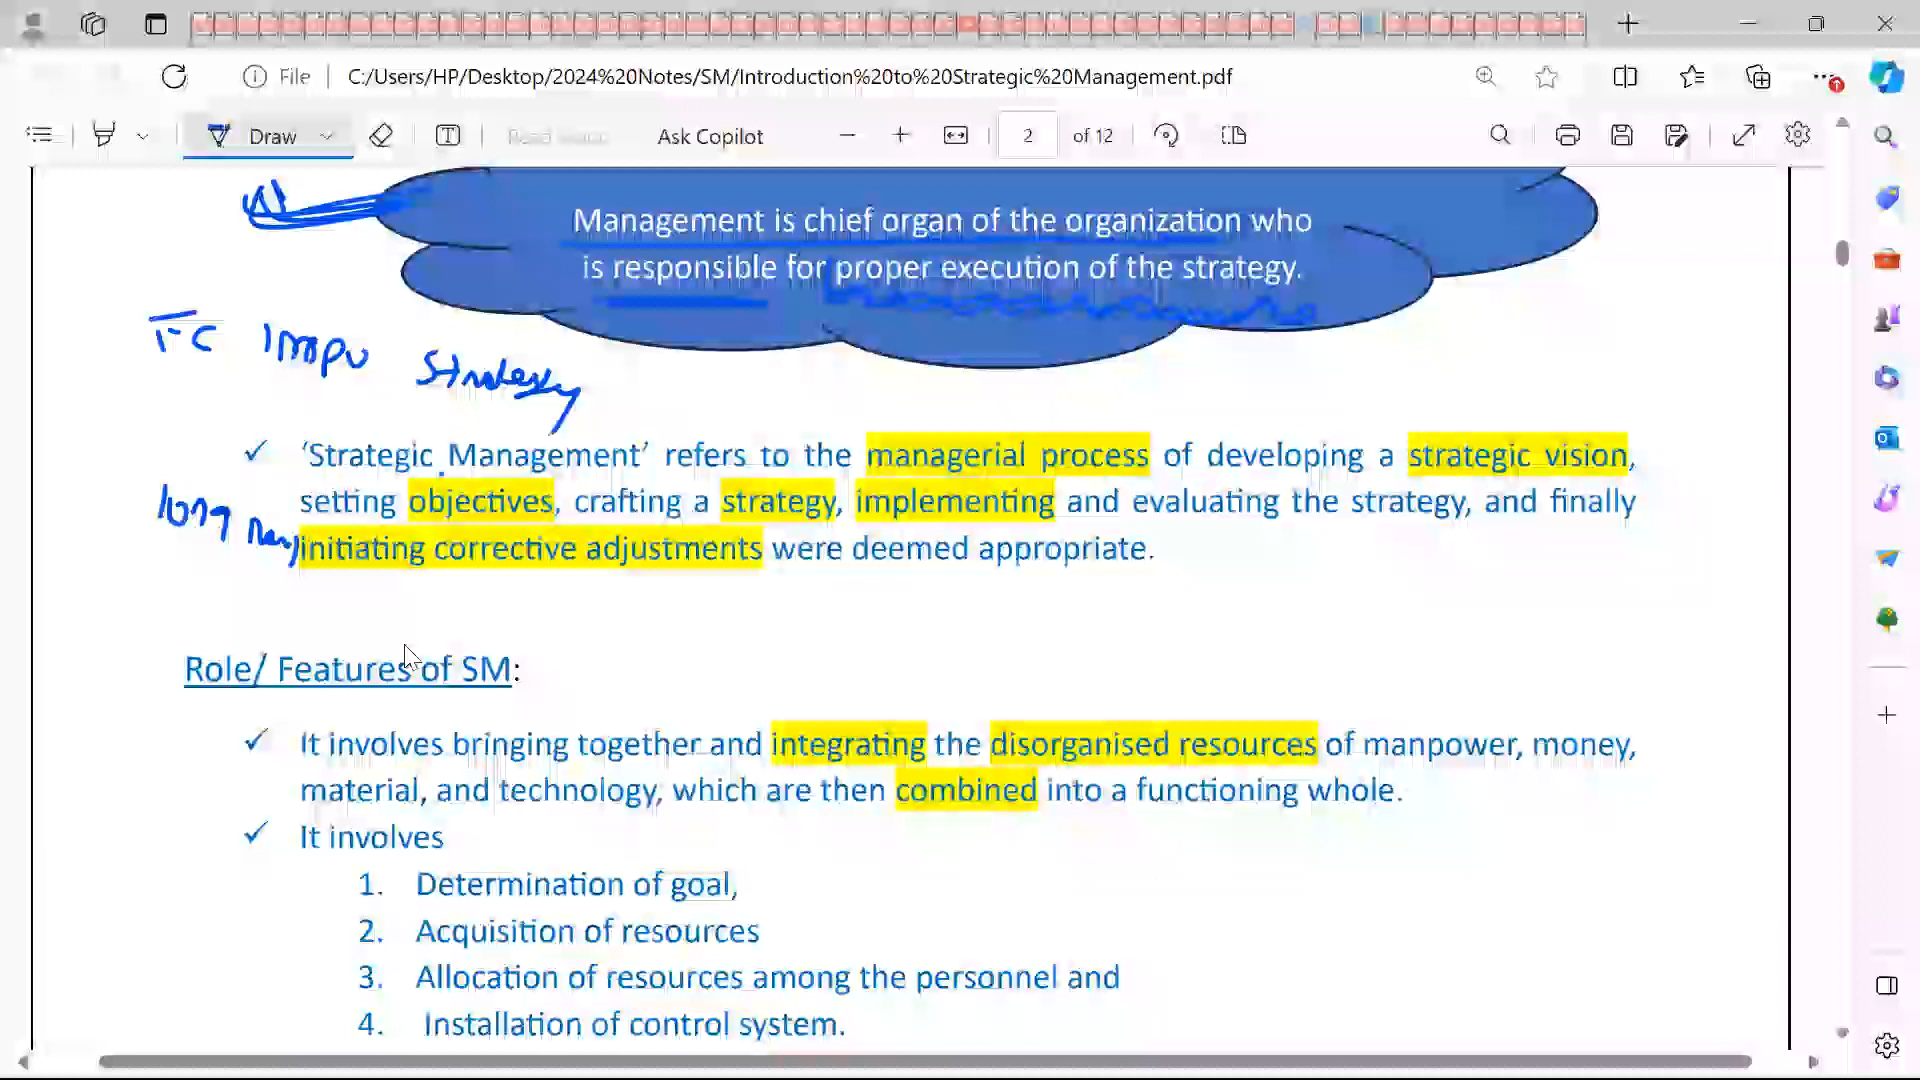 File C:/Users/HP/Desktop/2024%20Notes/SM/Introduction%20to%20Strategic%20Management.pdf
Draw Ask Copilot 2 of 12
Management is chief organ of the organization who
is responsible for proper execution of the strategy.
Strategy
✓ ‘Strategic Management’ refers to the managerial process of developing a strategic vision,
setting objectives, crafting a strategy, implementing and evaluating the strategy, and finally
long
initiating corrective adjustments were deemed appropriate.
Role/ Features of SM:
✓ It involves bringing together and integrating the disorganised resources of manpower, money,
material, and technology, which are then combined into a functioning whole.
✓ It involves
1. Determination of goal,
2. Acquisition of resources
3. Allocation of resources among the personnel and
4. Installation of control system.